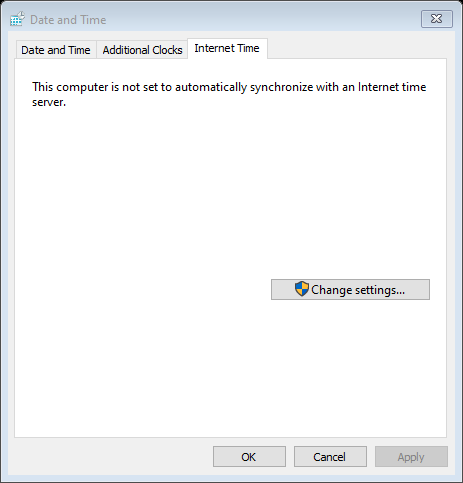 Date and Time
Date and Time Additional Clocks Internet Time
This computer is not set to automatically synchronize with an Internet time
server.
Change settings...
OK Cancel Apply